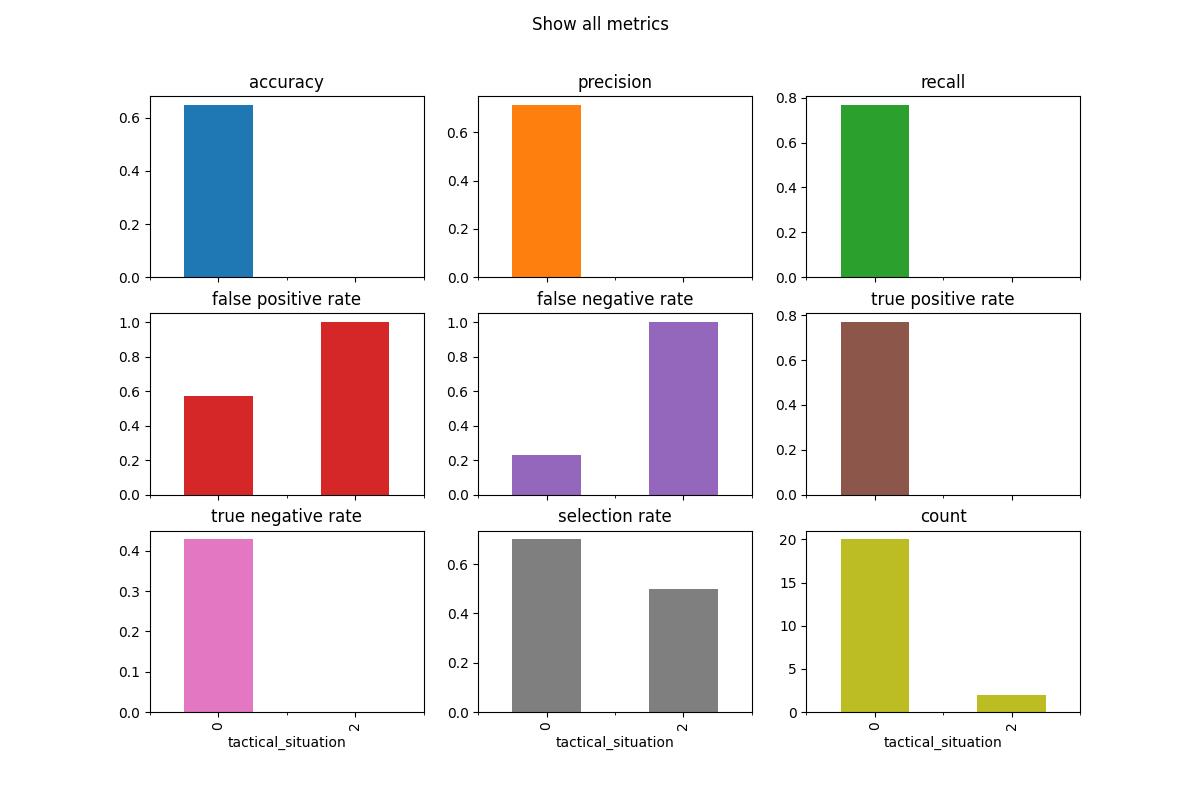 Show all metrics
accuracy precision recall
0.6 0.4 0.2 0.0
0.6 0.4 0.2 0.0
0.8 0.6 0.4 0.2 0.0
false positive rate false negative rate true positive rate
1.0 0.8 0.6 0.4 0.2 0.0
1.0 0.8 0.6 0.4 0.2 0.0
0.8 0.6 0.4 0.2 0.0
true negative rate selection rate count
0.4 0.3 0.2 0.1 0.0
0.6 0.4 0.2 0.0
20 15 10 5 0
0 2 0 2 0 2
tactical_situation tactical_situation tactical_situation